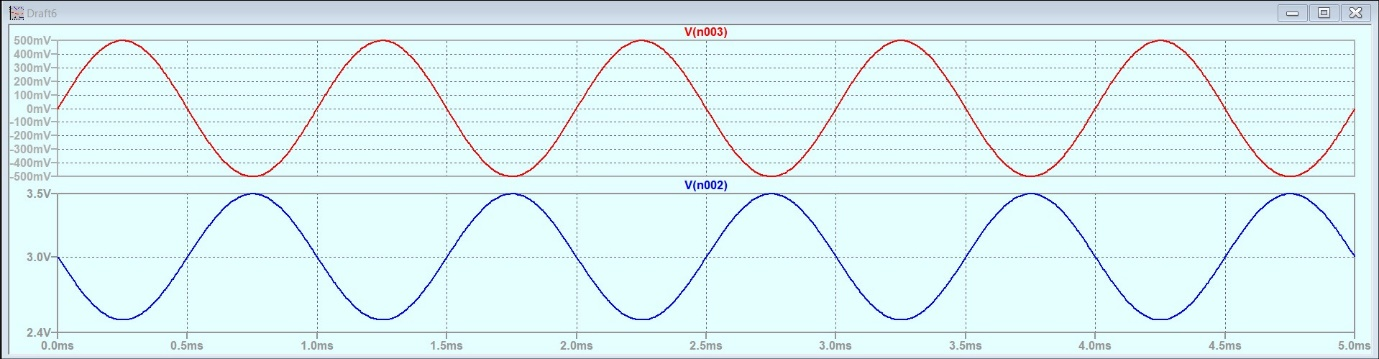 Draft6
V(n003)
500mV
400mV
300mV
200mV
100mV
0mV
-100mV
-200mV
-300mV
-400mV
-500mV
V(n002)
3.5V
3.0V
2.4V
0.0ms 0.5ms 1.0ms 1.5ms 2.0ms 2.5ms 3.0ms 3.5ms 4.0ms 4.5ms 5.0ms